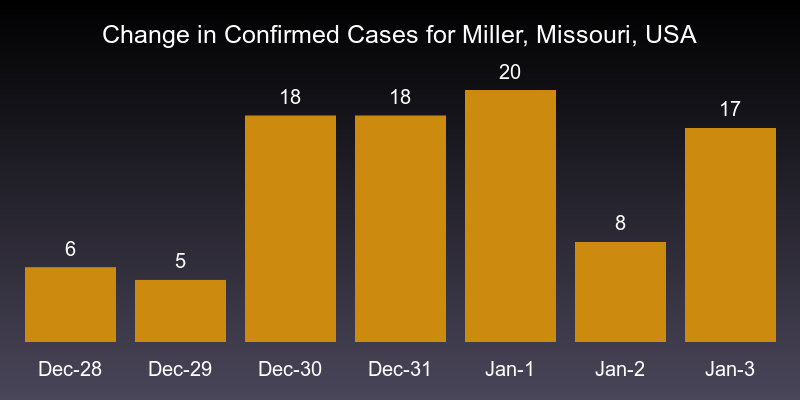 Change in Confirmed Cases for Miller, Missouri, USA
6 5 18 18 20 8 17
Dec-28 Dec-29 Dec-30 Dec-31 Jan-1 Jan-2 Jan-3